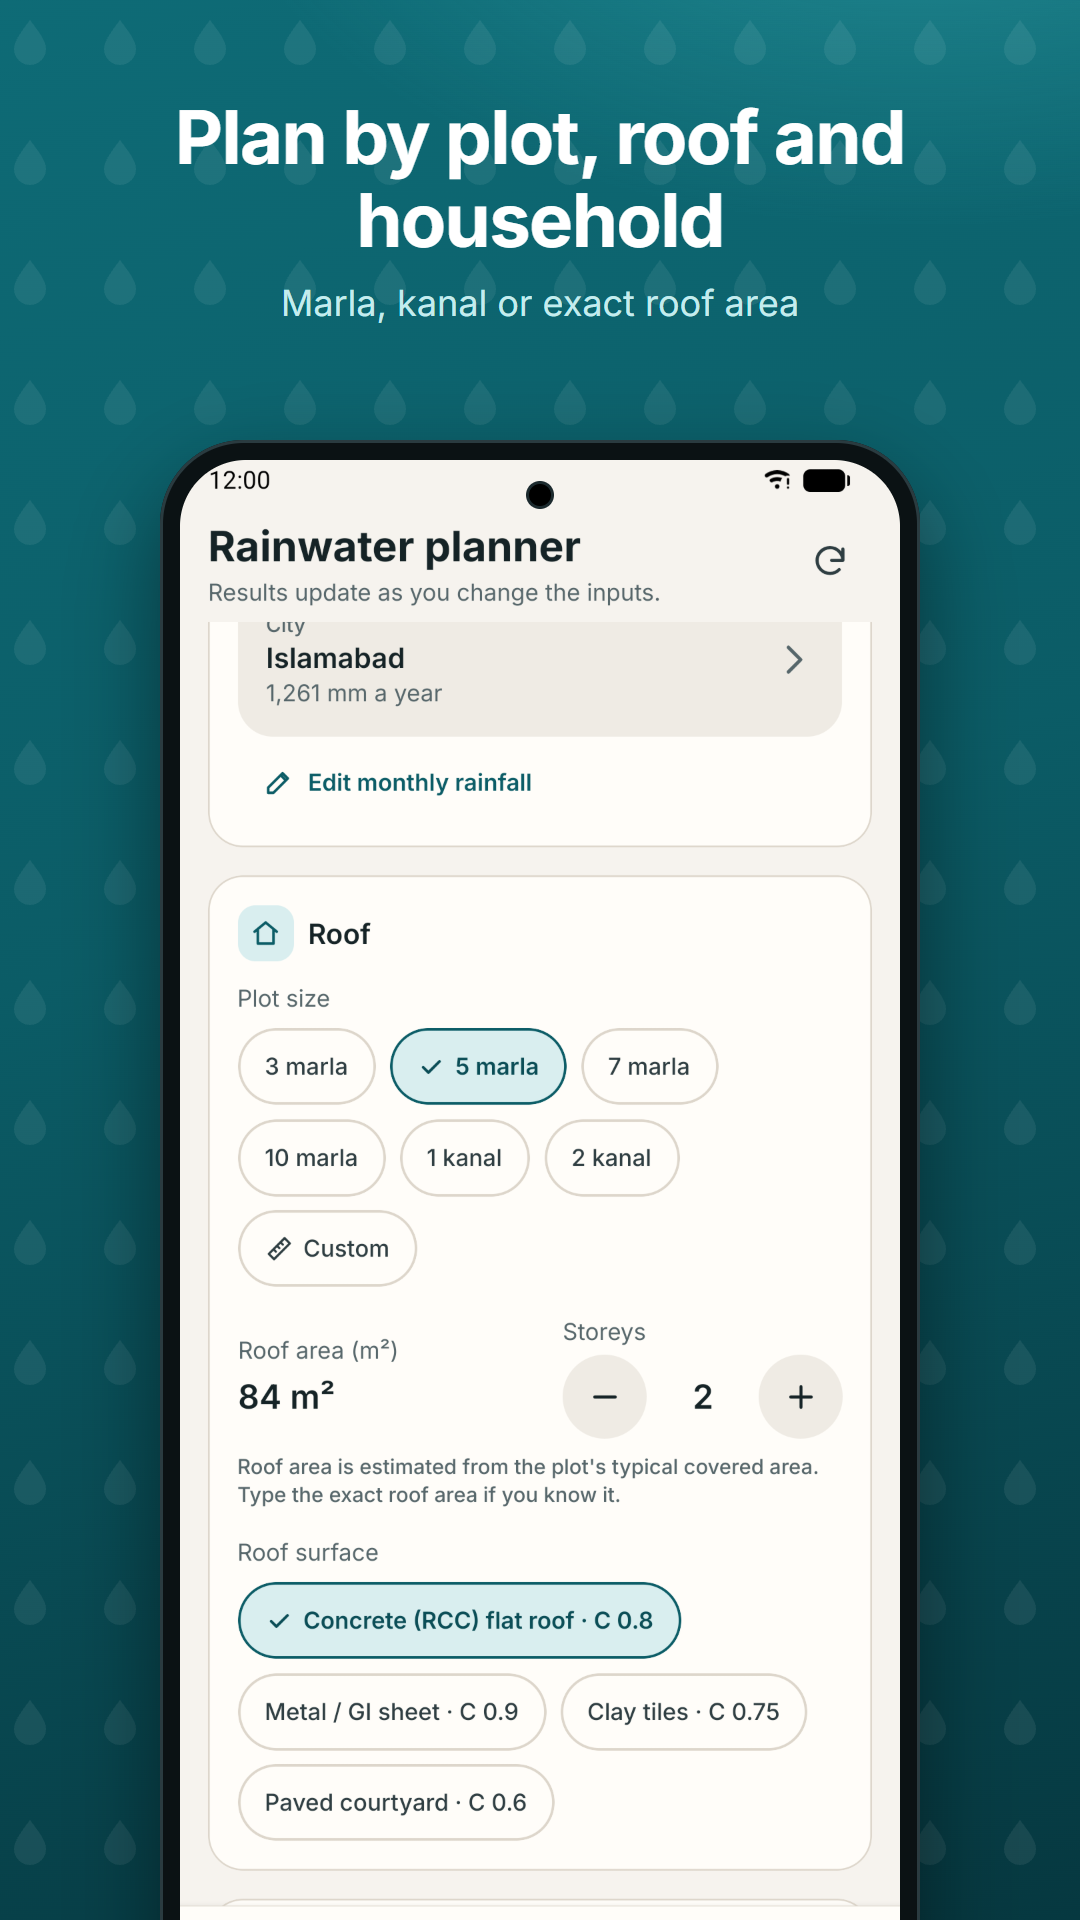 Plan by plot, roof and
household
Marla, kanal or exact roof area
12:00
Rainwater planner
Results update as you change the inputs.
City
Islamabad
1,261 mm a year
Edit monthly rainfall
Roof
Plot size
3 marla
5 marla
7 marla
10 marla
1 kanal
2 kanal
Custom
Storeys
Roof area (m²)
84 m²
2
Roof area is estimated from the plot's typical covered area.
Type the exact roof area if you know it.
Roof surface
Concrete (RCC) flat roof · C 0.8
Metal / GI sheet · C 0.9
Clay tiles · C 0.75
Paved courtyard · C 0.6